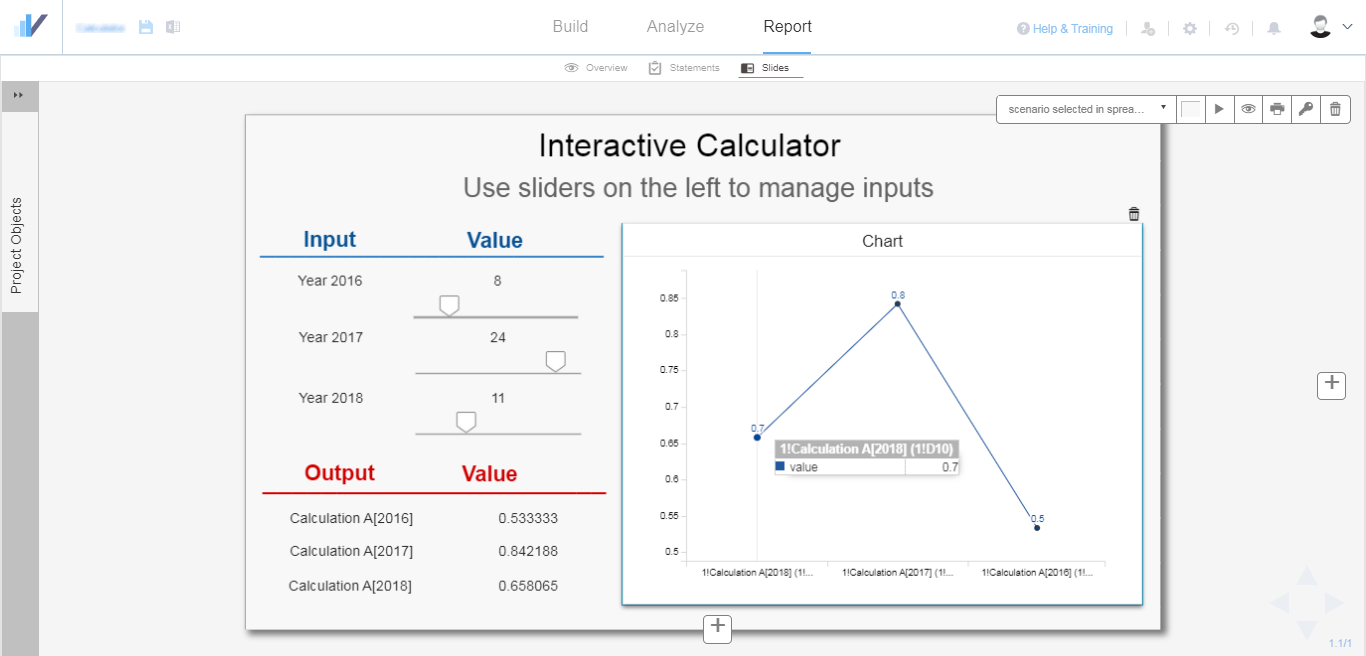 Build Analyze Report
Help & Training
Overview Statements Slides
Project Objects
scenario selected in sprea...
Interactive Calculator
Use sliders on the left to manage inputs
Input Value
Year 2016 8
Year 2017 24
Year 2018 11
Output Value
Calculation A[2016] 0.533333
Calculation A[2017] 0.842188
Calculation A[2018] 0.658065
Chart
0.85
0.8
0.75
0.7
0.65
0.6
0.55
0.5
0.7
0.8
0.5
1!Calculation A[2018] (1!D10)
value 0.7
1!Calculation A[2018] (1!...
1!Calculation A[2017] (1!...
1!Calculation A[2016] (1!...
1.1/1